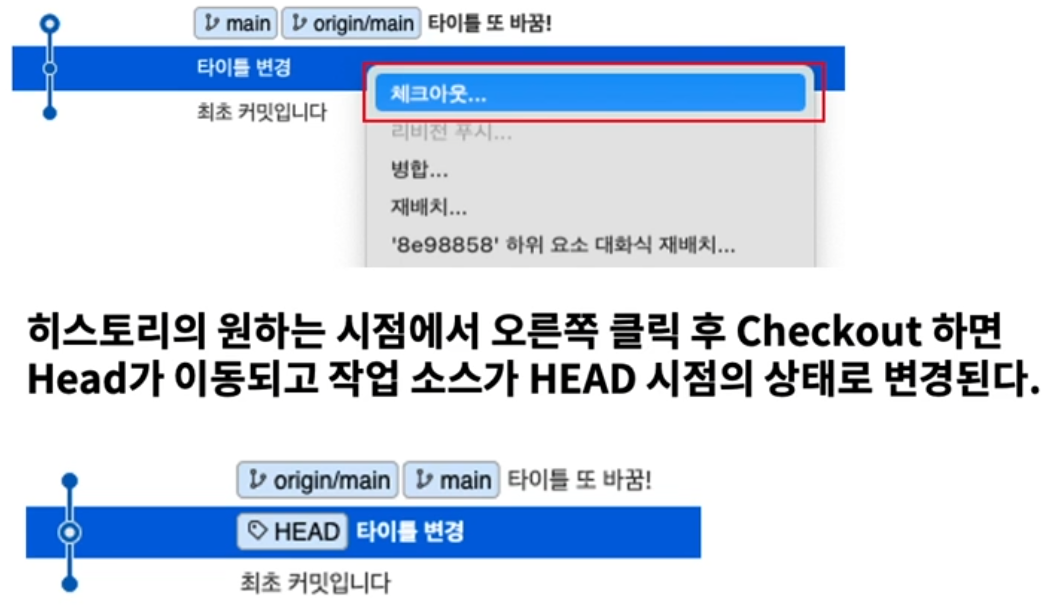 main origin/main 타이틀 또 바꿈!
타이틀 변경
최초 커밋입니다
체크아웃...
리비전 푸시...
병합...
재배치...
'8e98858' 하위 요소 대화식 재배치...
히스토리의 원하는 시점에서 오른쪽 클릭 후 Checkout 하면
Head가 이동되고 작업 소스가 HEAD 시점의 상태로 변경된다.
origin/main main 타이틀 또 바꿈!
HEAD 타이틀 변경
최초 커밋입니다